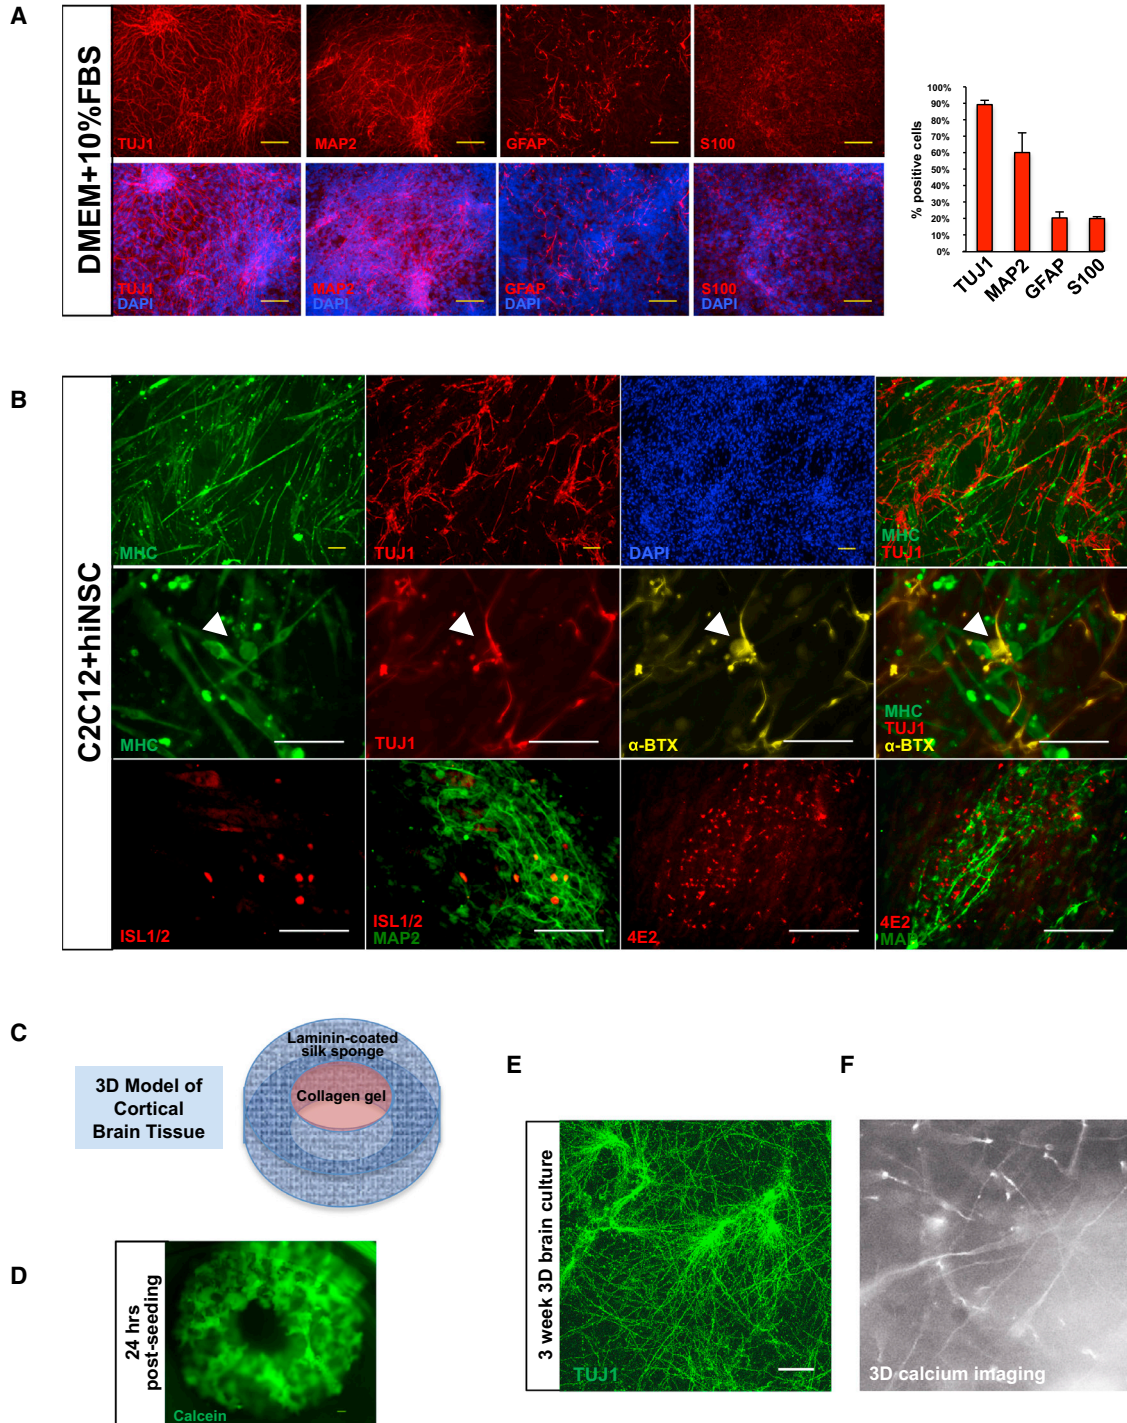 A
DMEM+10%FBS
TUJ1
MAP2
GFAP
S100
TUJ1
DAPI
MAP2
DAPI
GFAP
DAPI
S100
DAPI
% positive cells
100%
90%
80%
70%
60%
50%
40%
30%
20%
10%
0%
TUJ1
MAP2
GFAP
S100
B
C2C12+hiNSC
MHC
TUJ1
DAPI
MHC
TUJ1
MHC
TUJ1
α-BTX
MHC
TUJ1
α-BTX
ISL1/2
ISL1/2
MAP2
4E2
4E2
MAP2
C
3D Model of
Cortical
Brain Tissue
Laminin-coated
silk sponge
Collagen gel
D
24 hrs
post-seeding
Calcein
E
3 week 3D brain culture
TUJ1
F
3D calcium imaging